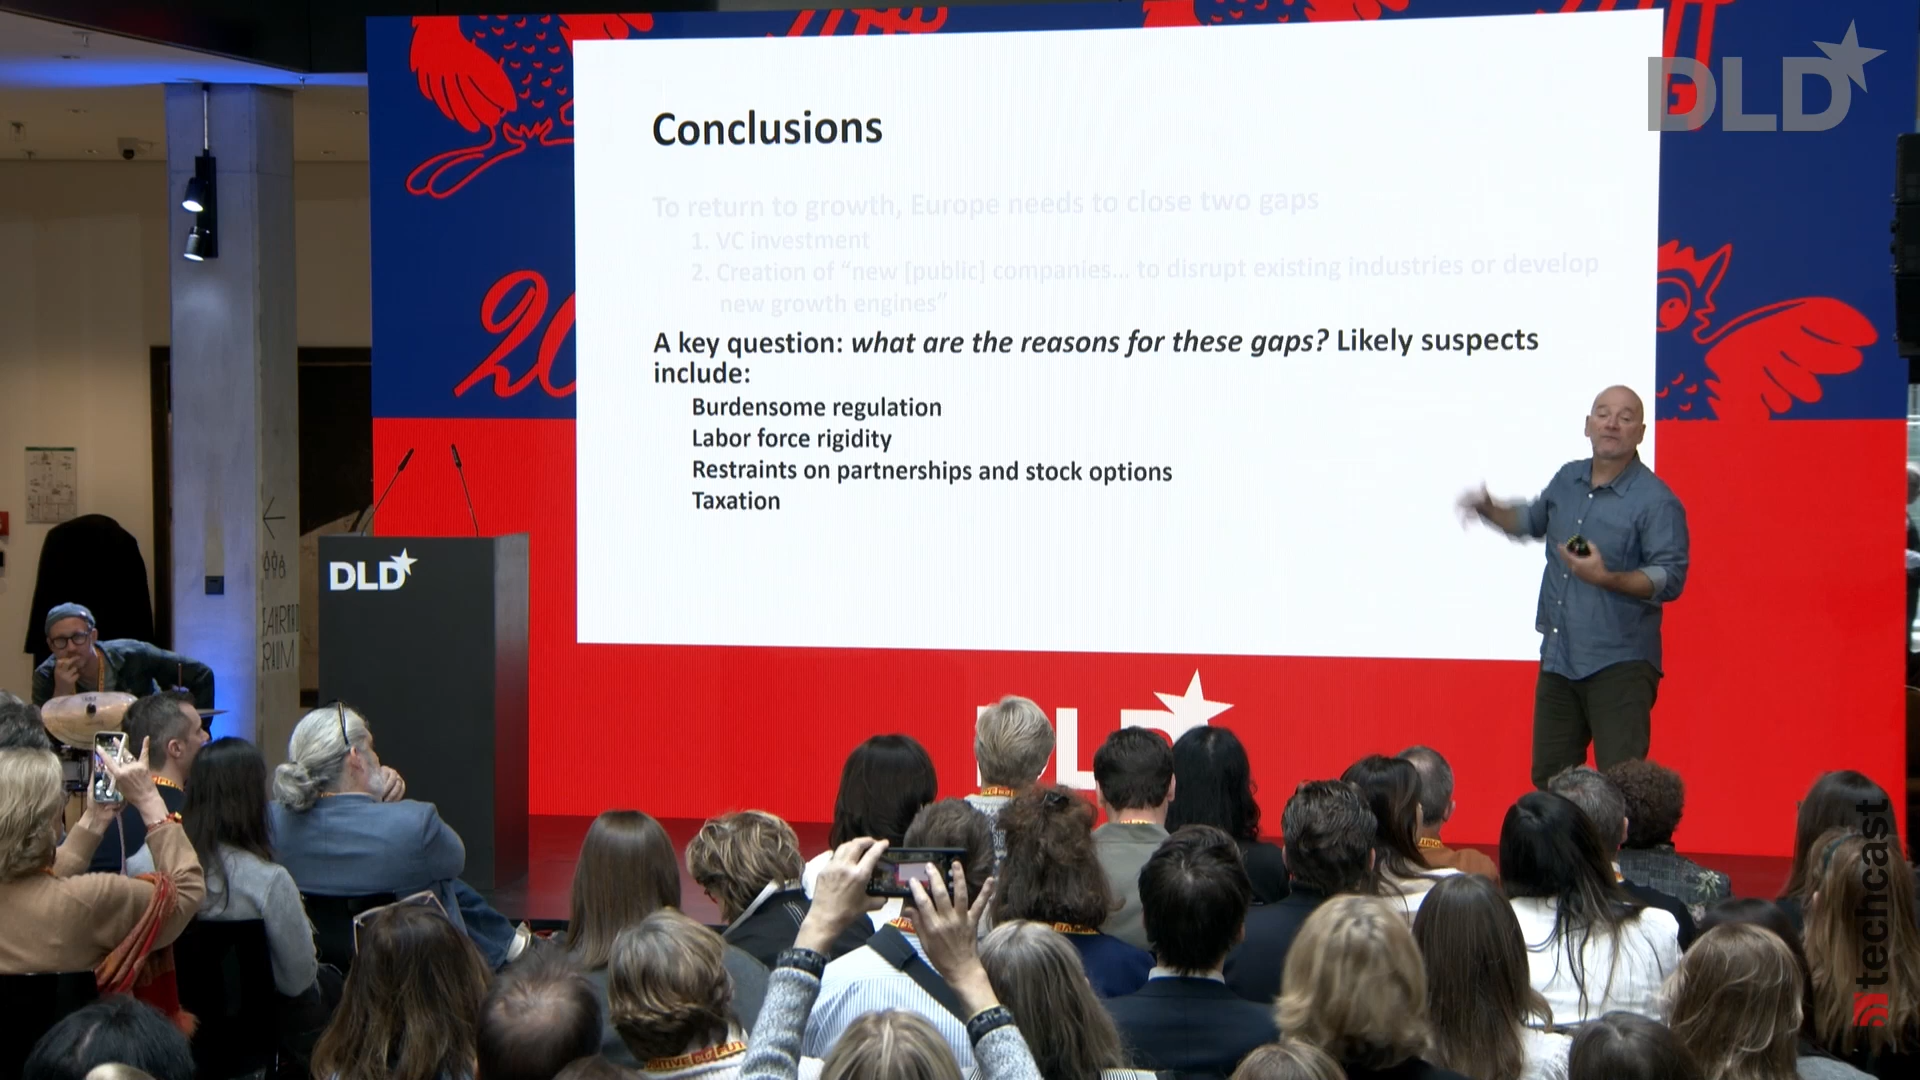 DLD
Conclusions
To return to growth, Europe needs to close two gaps
1. VC investment
2. Creation of “new [public] companies... to disrupt existing industries or develop
new growth engines”
A key question: what are the reasons for these gaps? Likely suspects
include:
Burdensome regulation
Labor force rigidity
Restraints on partnerships and stock options
Taxation
20
DLD
DLD
techcast